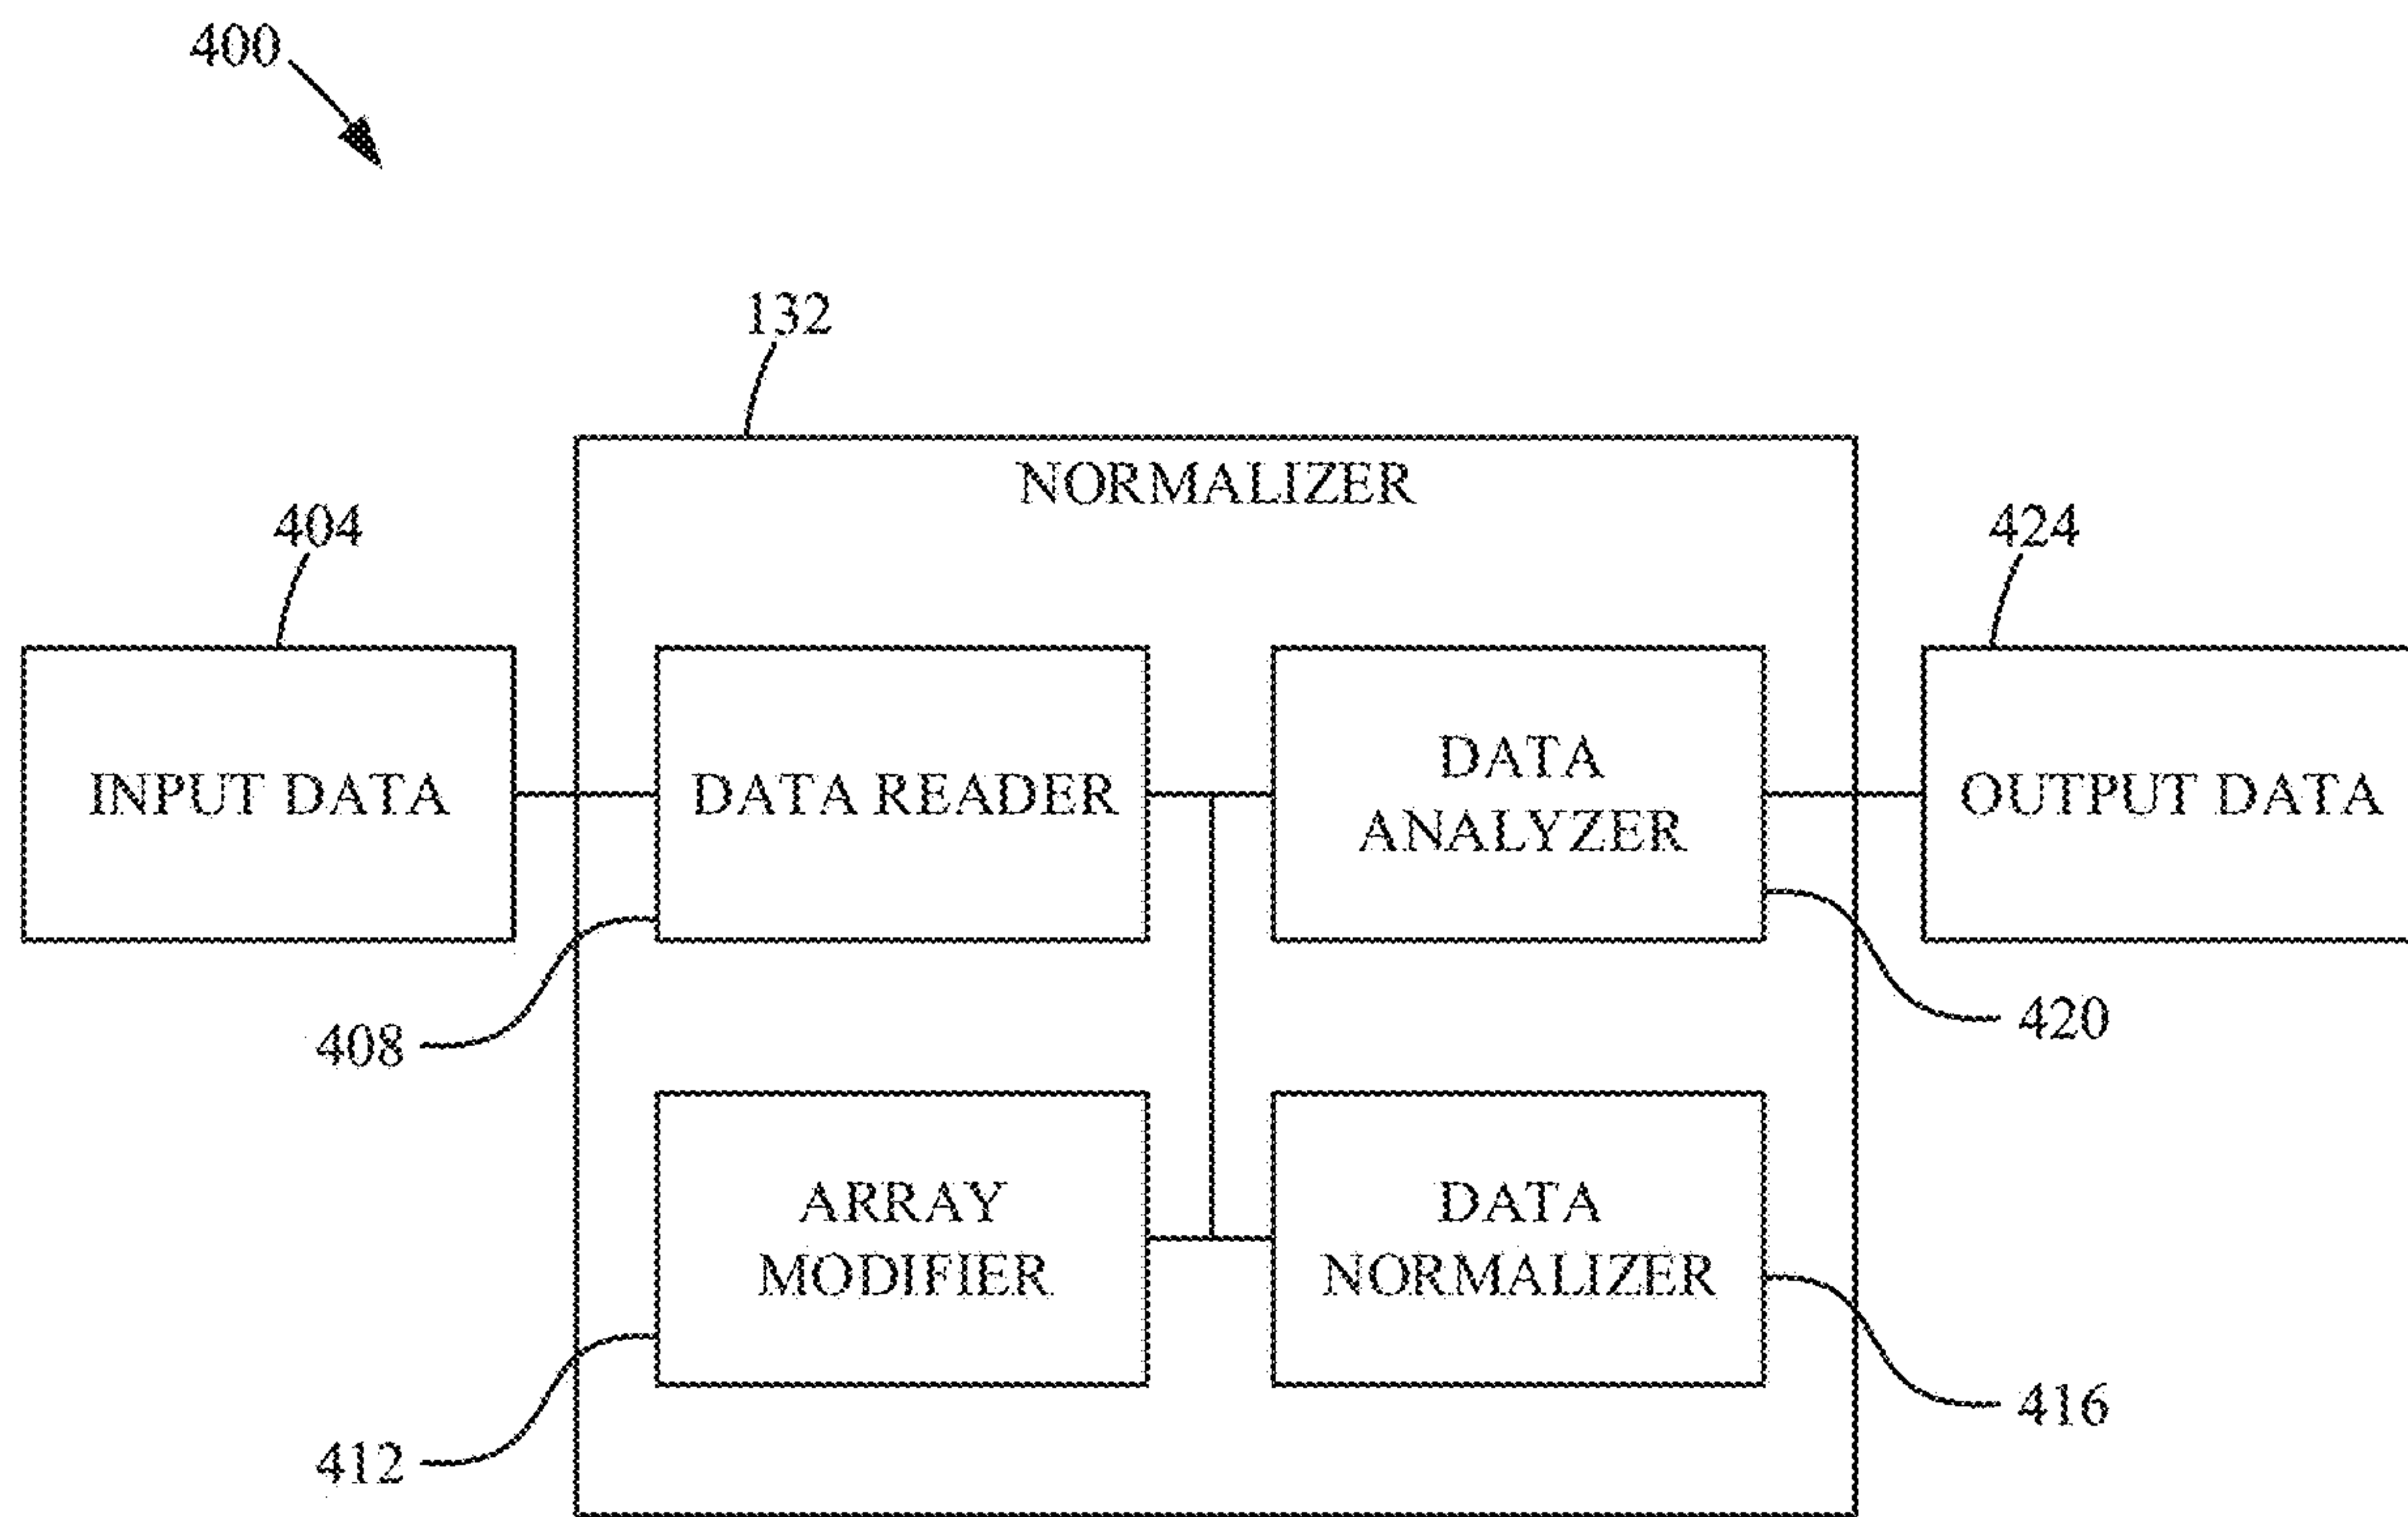 400
132
NORMALIZER
404
424
INPUT DATA
DATA READER
DATA
ANALYZER
OUTPUT DATA
408
420
ARRAY
MODIFIER
DATA
NORMALIZER
412
416